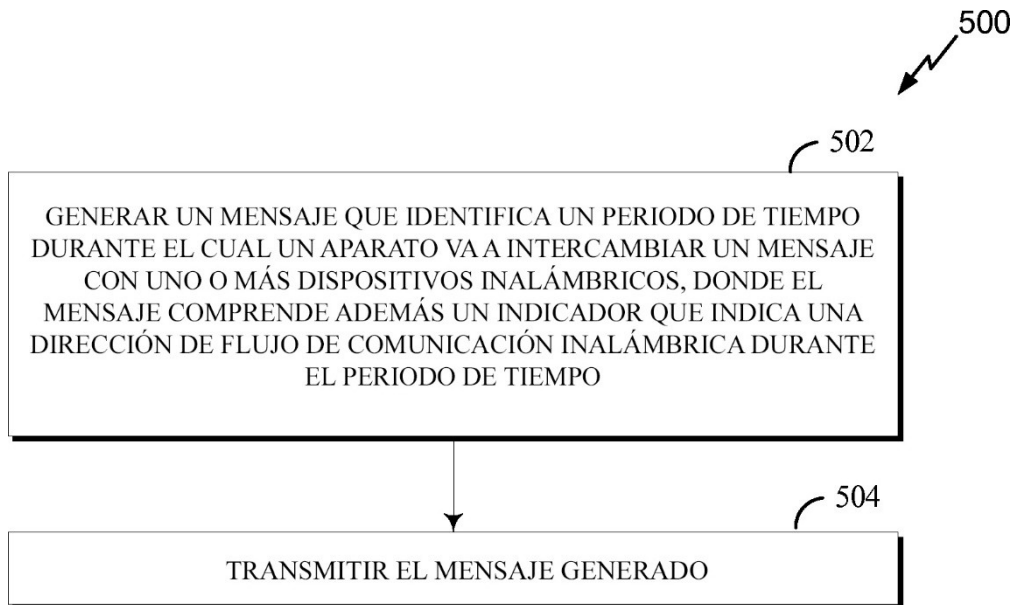 500
502
GENERAR UN MENSAJE QUE IDENTIFICA UN PERIODO DE TIEMPO
DURANTE EL CUAL UN APARATO VA A INTERCAMBIAR UN MENSAJE
CON UNO O MÁS DISPOSITIVOS INALÁMBRICOS, DONDE EL
MENSAJE COMPRENDE ADEMÁS UN INDICADOR QUE INDICA UNA
DIRECCIÓN DE FLUJO DE COMUNICACIÓN INALÁMBRICA DURANTE
EL PERIODO DE TIEMPO
504
TRANSMITIR EL MENSAJE GENERADO